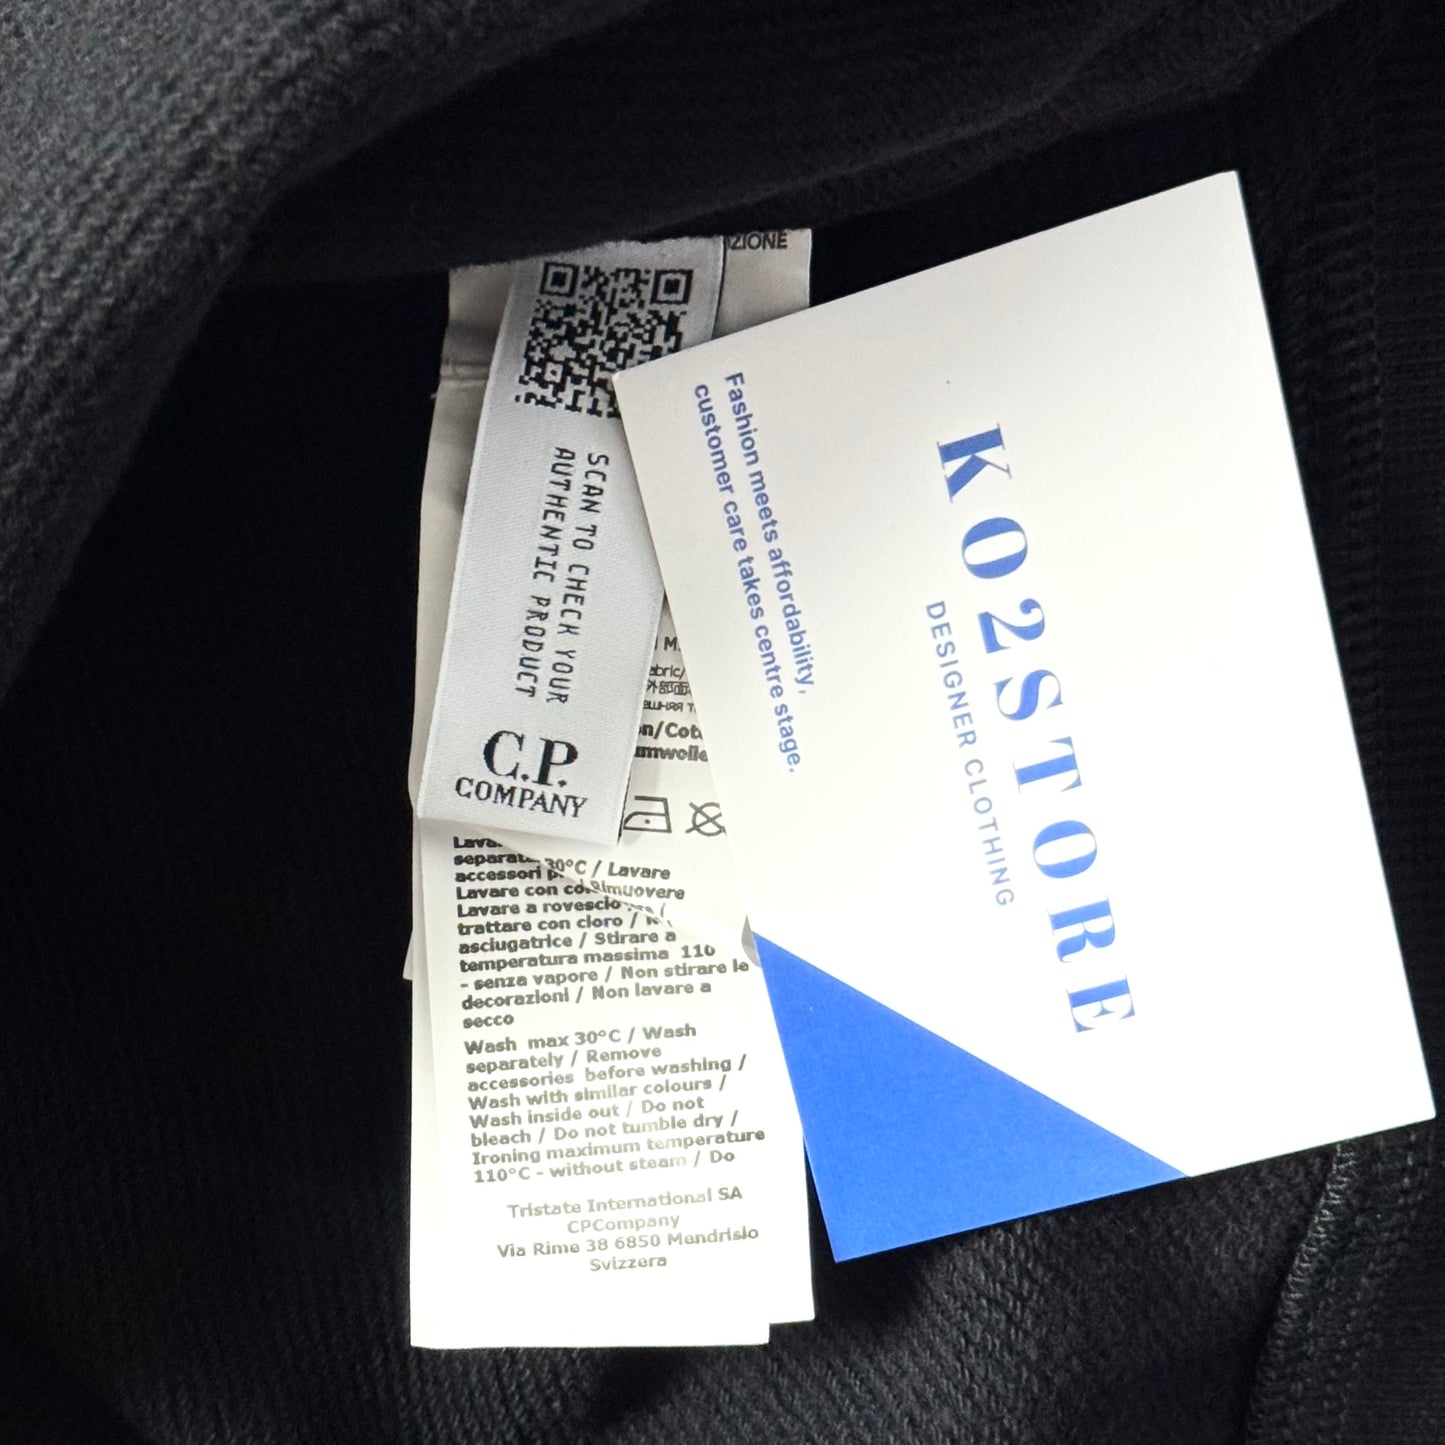 SCAN TO CHECK YOUR
AUTHENTIC PRODUCT
C.P.
COMPANY
Fashion meets affordability,
customer care takes centre stage.
KO2STORE
DESIGNER CLOTHING
30°C / Lavare
accessori
Lavare con
Lavare a rovescio
trattare con cloro /
asciugatrice / Stirare a
temperatura massima 110
- senza vapore / Non stirare le
decorazioni / Non lavare a
secco
Wash max 30°C / Wash
separately / Remove
accessories before washing /
Wash with similar colours /
Wash inside out / Do not
bleach / Do not tumble dry /
Ironing maximum temperature
110°C - without steam / Do
Tristate International SA
CPCompany
Via Rime 38 6850 Mendrisio
Svizzera